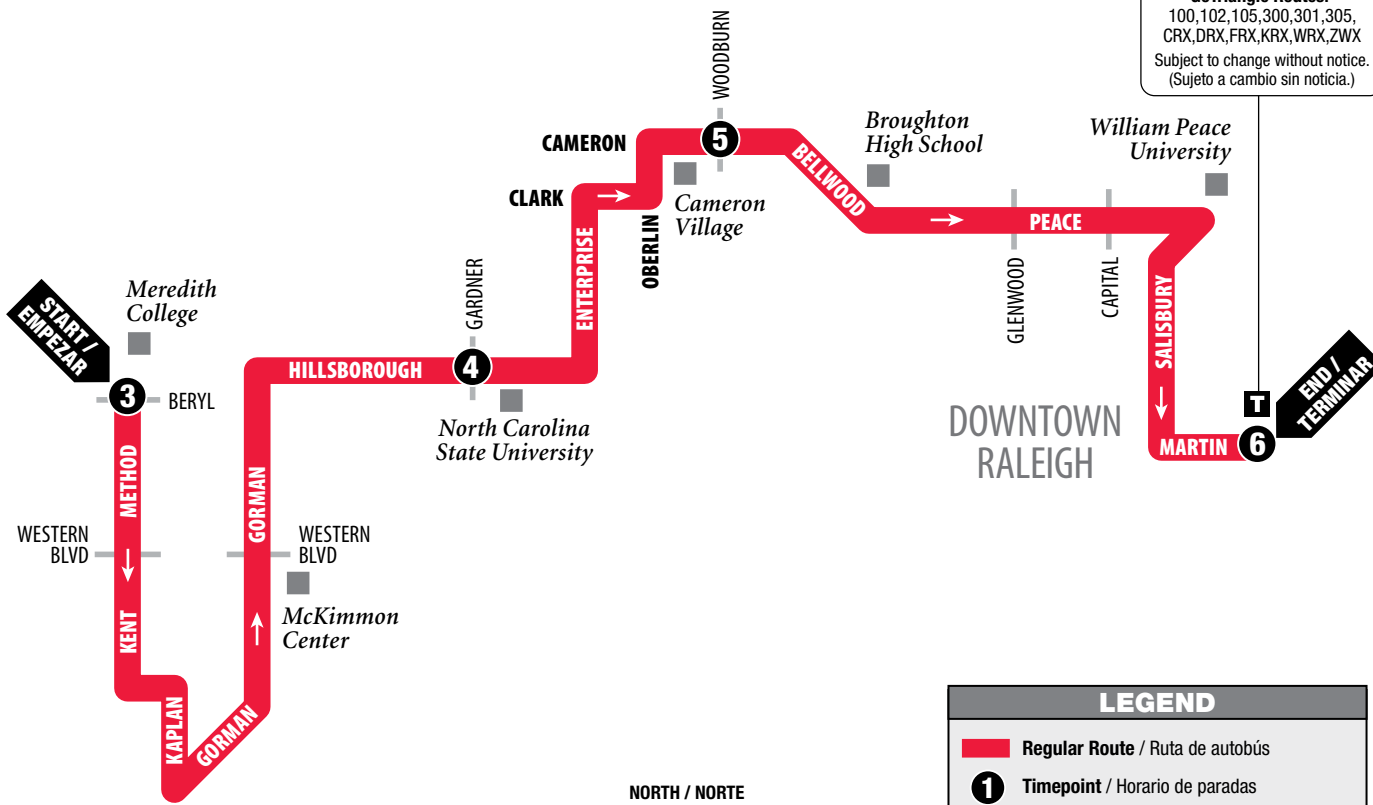 100,102,105,300,301,305,
CRX,DRX,FRX,KRX,WRX,ZWX
Subject to change without notice.
(Sujeto a cambio sin noticia.)
WOODBURN
CAMERON
5
BELLWOOD
Broughton
High School
William Peace
University
CLARK
OBERLIN
Cameron
Village
PEACE
GLENWOOD
CAPITAL
ENTERPRISE
GARDNER
Meredith
College
START /
EMPEZAR
3
BERYL
HILLSBOROUGH
4
North Carolina
State University
SALISBURY
DOWNTOWN
RALEIGH
T
END /
TERMINAR
MARTIN
6
METHOD
GORMAN
WESTERN
BLVD
WESTERN
BLVD
KENT
McKimmon
Center
KAPLAN
GORMAN
NORTH / NORTE
LEGEND
Regular Route / Ruta de autobús
1
Timepoint / Horario de paradas